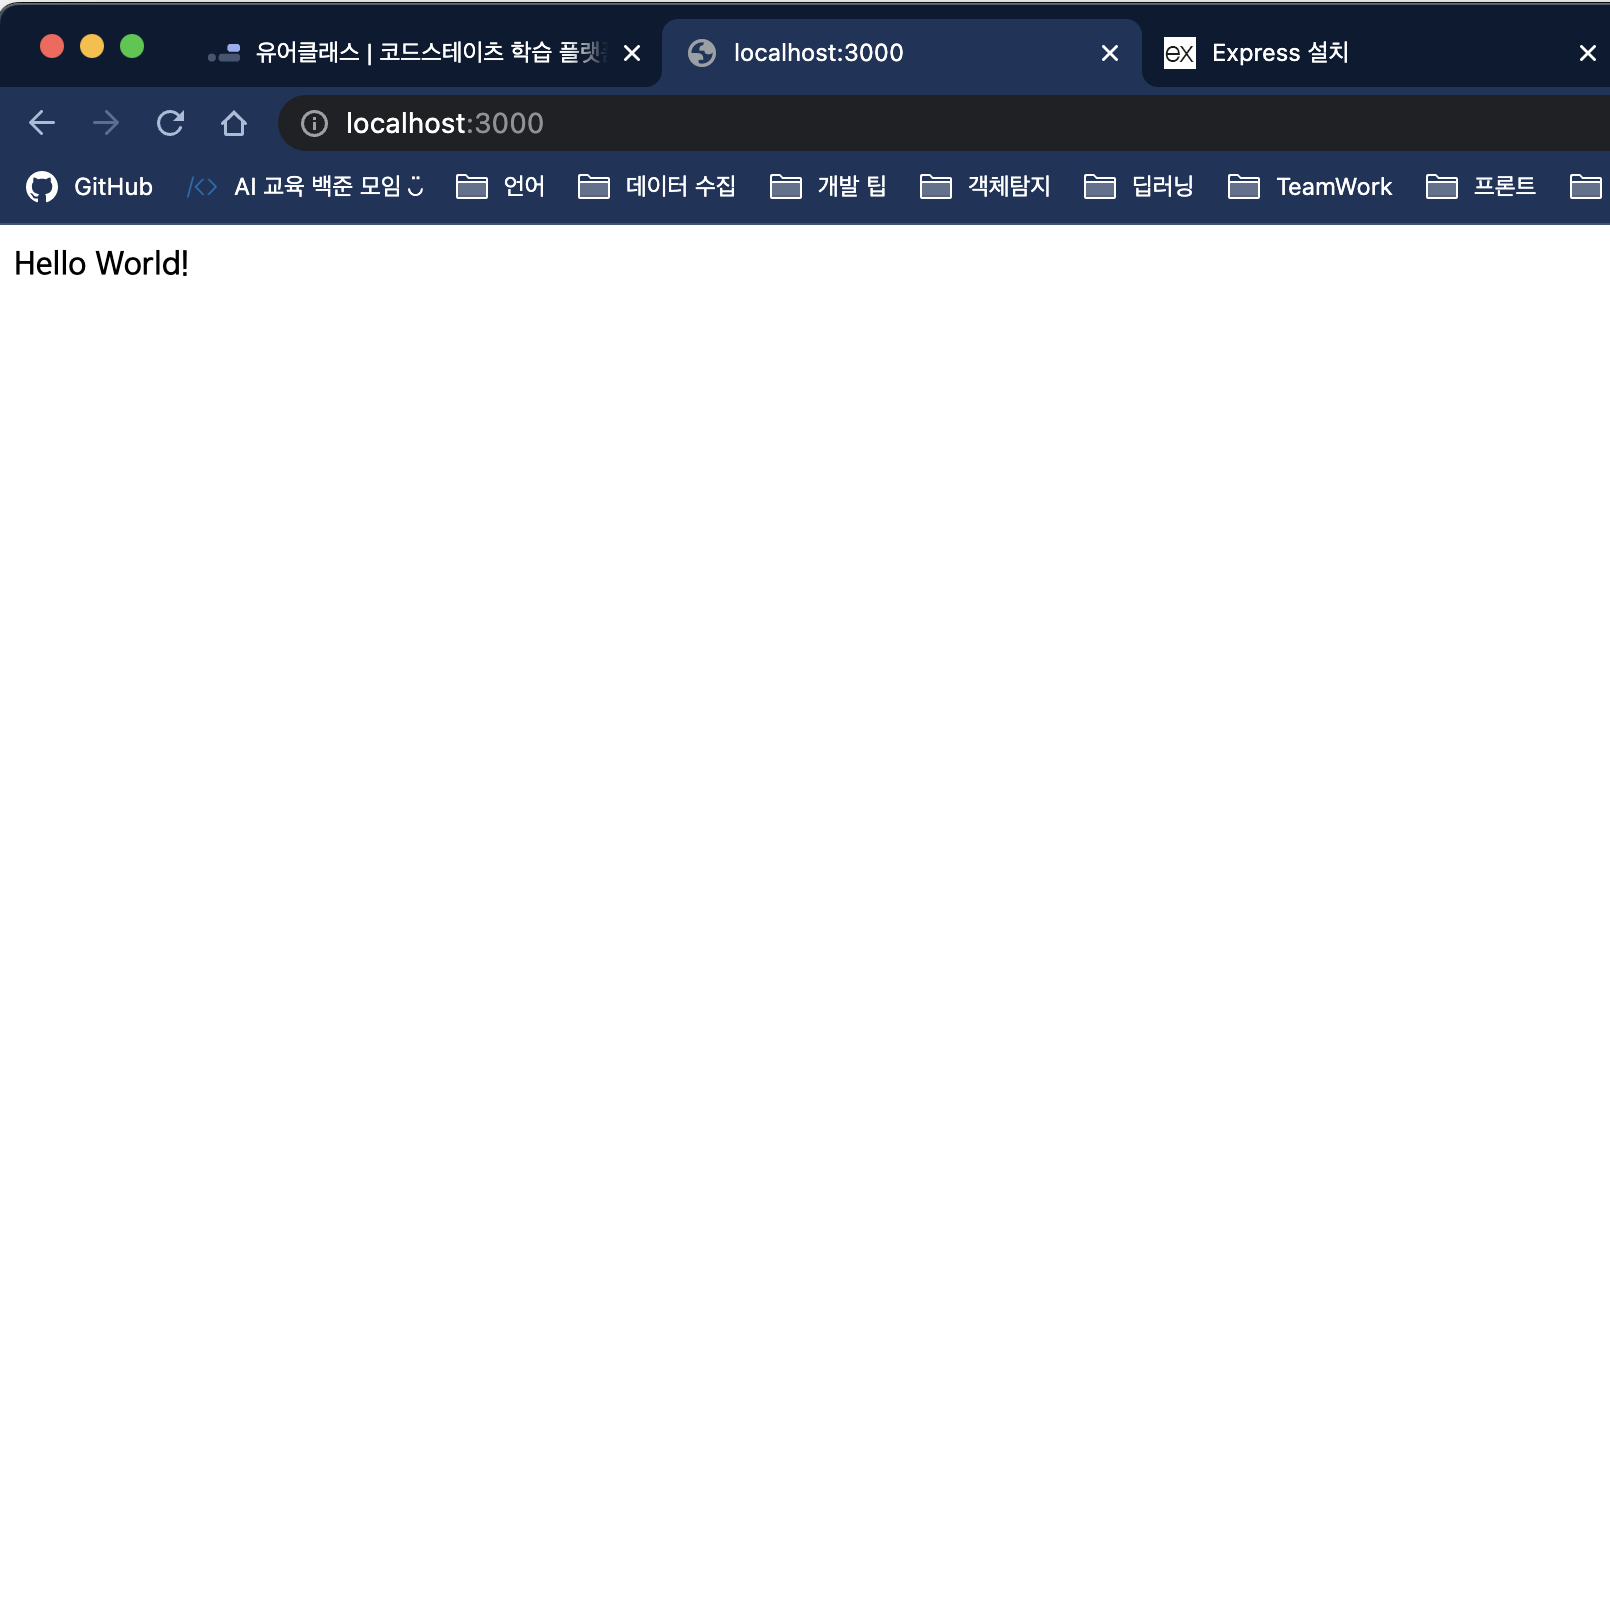 유어클래스 | 코드스테이츠 학습 플랫
localhost:3000
ex Express 설치
localhost:3000
GitHub
AI 교육 백준 모임
언어
데이터 수집
개발 팁
객체탐지
딥러닝
TeamWork
프론트
Hello World!